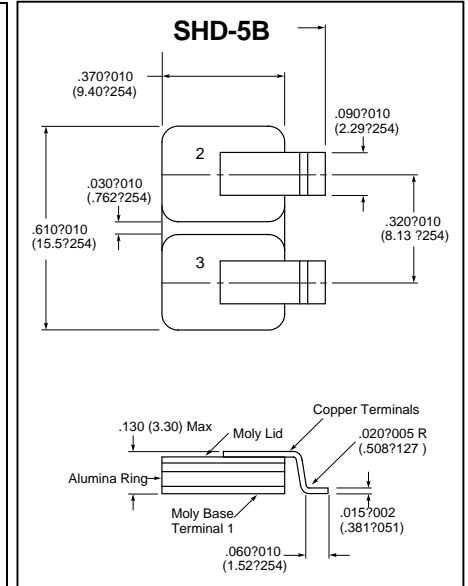 SHD-5B
.370?010
(9.40?254)
.090?010
(2.29?254)
2
.030?010
(.762?254)
.320?010
(8.13 ?254)
.610?010
(15.5?254)
3
Copper Terminals
.130 (3.30) Max
Moly Lid
.020?005 R
(.508?127 )
Alumina Ring
Moly Base
Terminal 1
.015?002
(.381?051)
.060?010
(1.52?254)